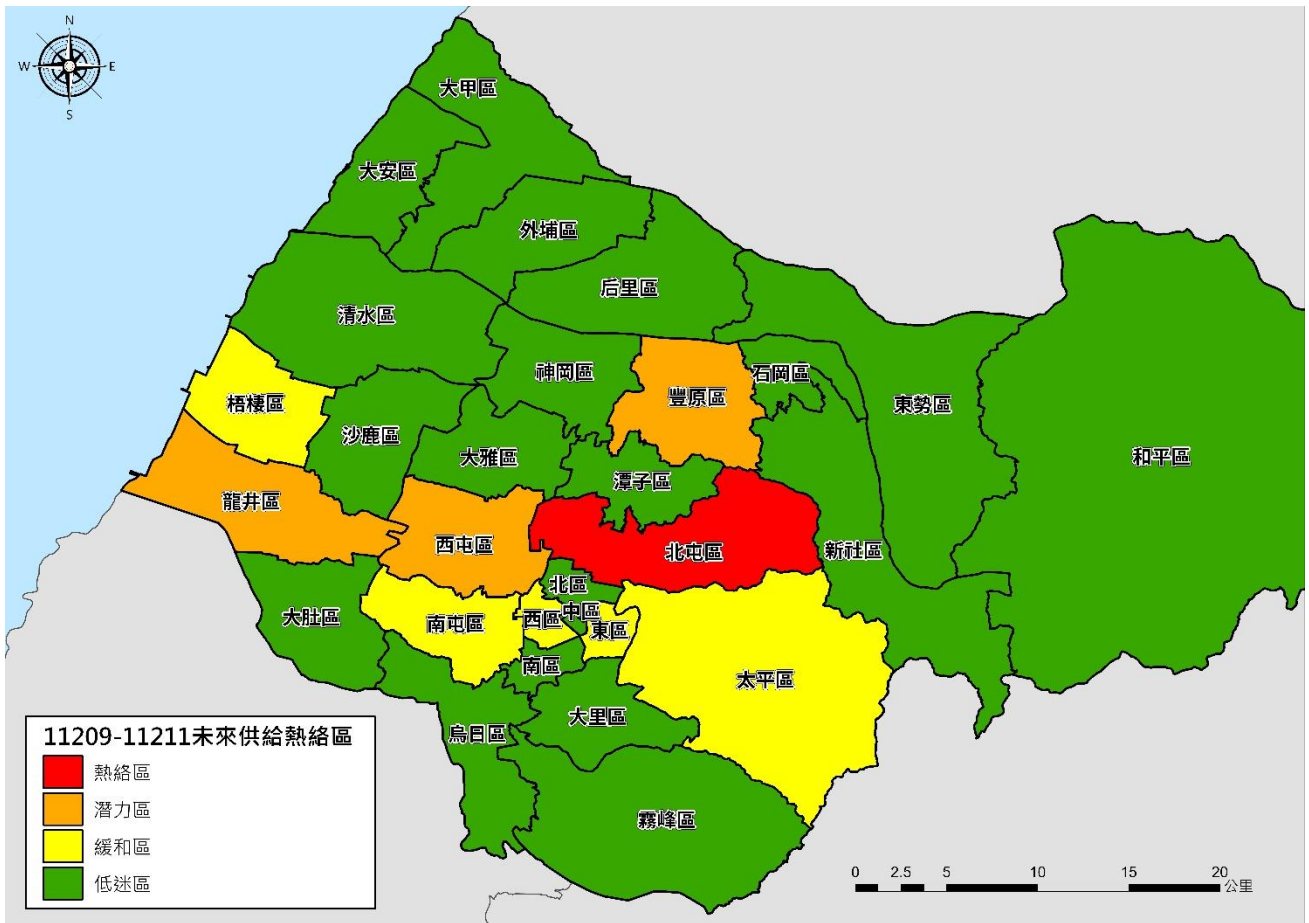 N
W
E
S
大甲區
大安區
外埔區
后里區
清水區
神岡區
豐原區
石岡區
東勢區
和平區
梧棲區
沙鹿區
大雅區
潭子區
龍井區
西屯區
北屯區
新社區
北區
大肚區
南屯區
西區
中區
東區
南區
太平區
大里區
烏日區
霧峰區
11209-11211未來供給熱絡區
熱絡區
潛力區
緩和區
低迷區
0 2.5 5 10 15 20
公里